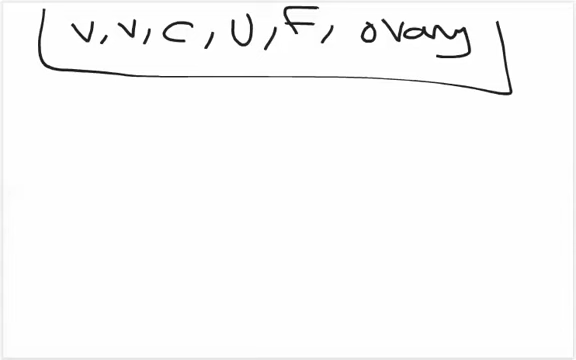 v, v, C, U, F, ovary